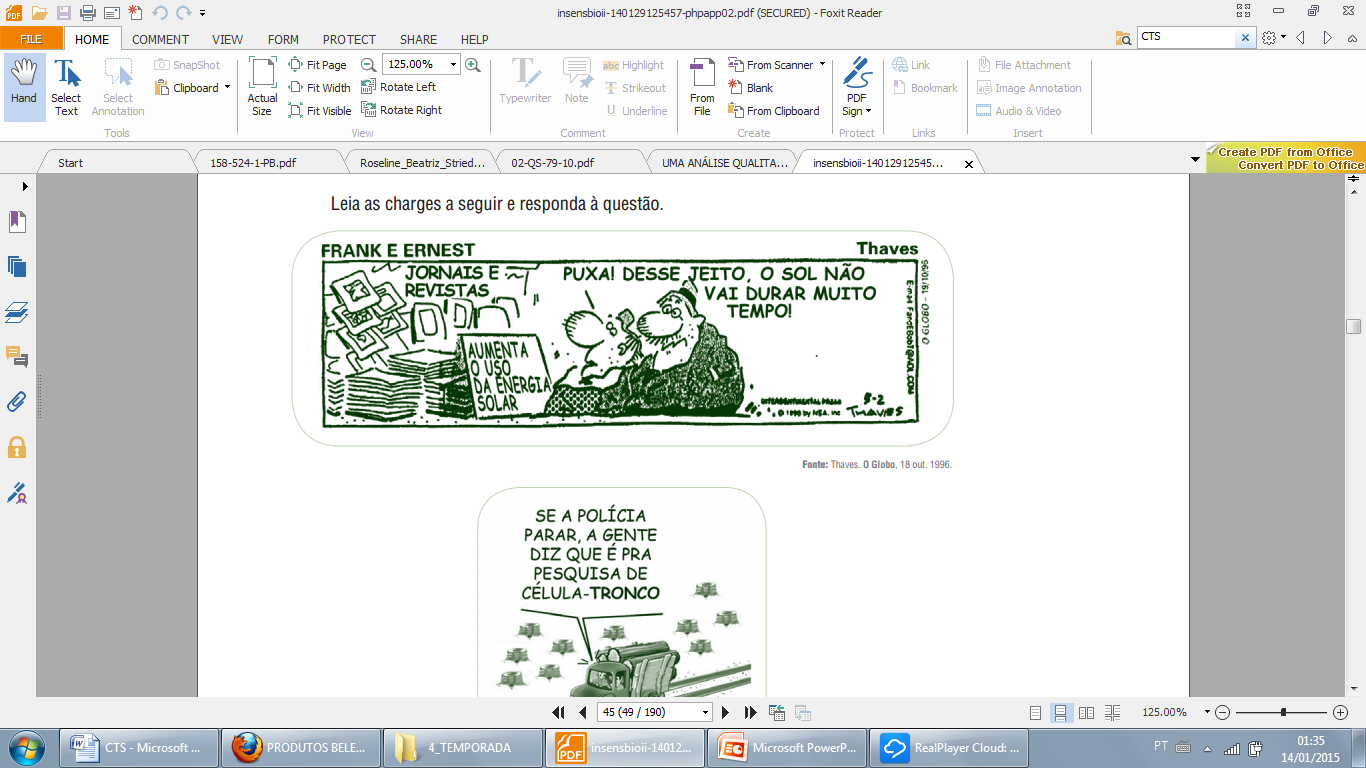 insensbioii-140129125457-phpapp02.pdf (SECURED) - Foxit Reader
FILE
HOME
COMMENT
VIEW
FORM
PROTECT
SHARE
HELP
CTS
Hand
Select
Text
Select
Annotation
SnapShot
Clipboard
Tools
Actual
Size
Fit Page
Fit Width
Fit Visible
125.00%
Rotate Left
Rotate Right
View
Typewriter
Note
Highlight
Strikeout
Underline
Comment
From
File
From Scanner
Blank
From Clipboard
Create
PDF
Sign
Protect
Link
Bookmark
Links
File Attachment
Image Annotation
Audio & Video
Insert
Start
158-524-1-PB.pdf
Roseline_Beatriz_Stried...
02-QS-79-10.pdf
UMA ANÁLISE QUALITA...
insensbioii-14012912545...
Create PDF from Office
Convert PDF to Office
Leia as charges a seguir e responda à questão.
FRANK E ERNEST
Thaves
JORNAIS E
REVISTAS
PUXA! DESSE JEITO, O SOL NÃO
VAI DURAR MUITO
TEMPO!
AUMENTA
O USO
DA ENERGIA
SOLAR
Fonte: Thaves. O Globo, 18 out. 1996.
SE A POLÍCIA
PARAR, A GENTE
DIZ QUE É PRA
PESQUISA DE
CÉLULA-TRONCO
45 (49 / 190)
125.00%
CTS - Microsoft ...
PRODUTOS BELE...
4_TEMPORADA
insensbioii-14012...
Microsoft PowerP...
RealPlayer Cloud: ...
PT
01:35
14/01/2015